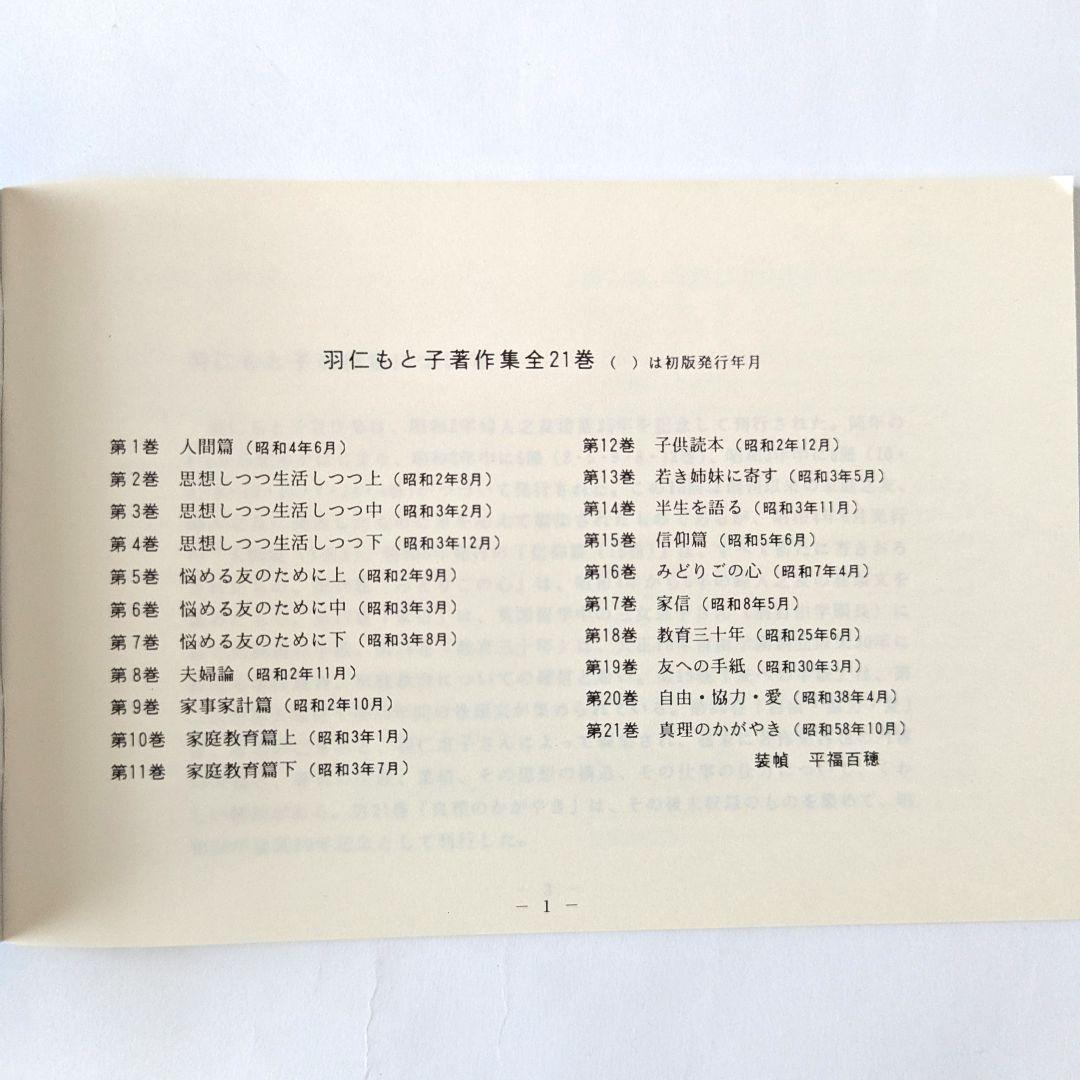 羽仁もと子著作集全21巻 ( )は初版発行年月
第1巻 人間篇(昭和4年6月)
第2巻 思想しつつ生活しつつ上(昭和2年8月)
第3巻 思想しつつ生活しつつ中(昭和3年2月)
第4巻 思想しつつ生活しつつ下(昭和3年12月)
第5巻 悩める友のために上(昭和2年9月)
第6巻 悩める友のために中(昭和3年3月)
第7巻 悩める友のために下(昭和3年8月)
第8巻 夫婦論(昭和2年11月)
第9巻 家事家計篇(昭和2年10月)
第10巻 家庭教育篇上(昭和3年1月)
第11巻 家庭教育篇下(昭和3年7月)
第12巻 子供読本(昭和2年12月)
第13巻 若き姉妹に寄す(昭和3年5月)
第14巻 半生を語る(昭和3年11月)
第15巻 信仰篇(昭和5年6月)
第16巻 みどりごの心(昭和7年4月)
第17巻 家信(昭和8年5月)
第18巻 教育三十年(昭和25年6月)
第19巻 友への手紙(昭和30年3月)
第20巻 自由・協力・愛(昭和38年4月)
第21巻 真理のかがやき(昭和58年10月)
装幀 平福百穂
— 1 —